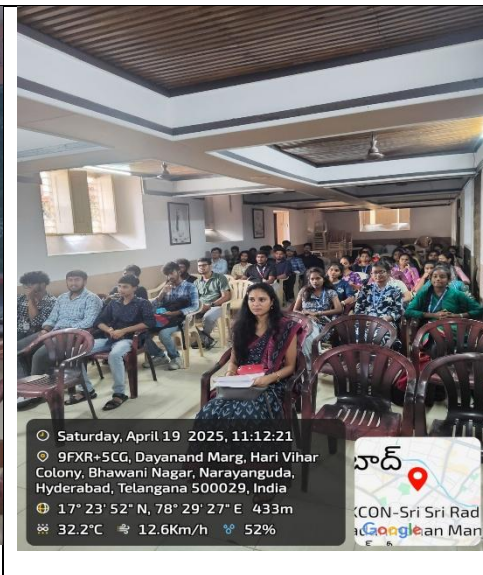 Saturday, April 19 2025, 11:12:21
9FXR+5CG, Dayanand Marg, Hari Vihar
Colony, Bhawani Nagar, Narayanguda,
Hyderabad, Telangana 500029, India
17° 23' 52" N, 78° 29' 27" E 433m
32.2°C 12.6Km/h 52%
బాద్
KCON-Sri Sri Rad
Google an Man